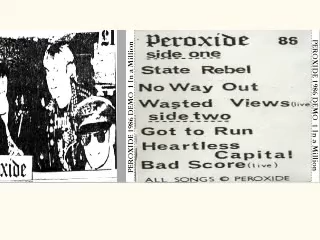 xide
PEROXIDE 1986 DEMO 1 In a Million
Peroxide 86
side one
State Rebel
No Way Out
Wasted Views(live)
side two
Got to Run
Heartless
Capital
Bad Score(live)
ALL SONGS © PEROXIDE
PEROXIDE 1986 DEMO 1 In a Million